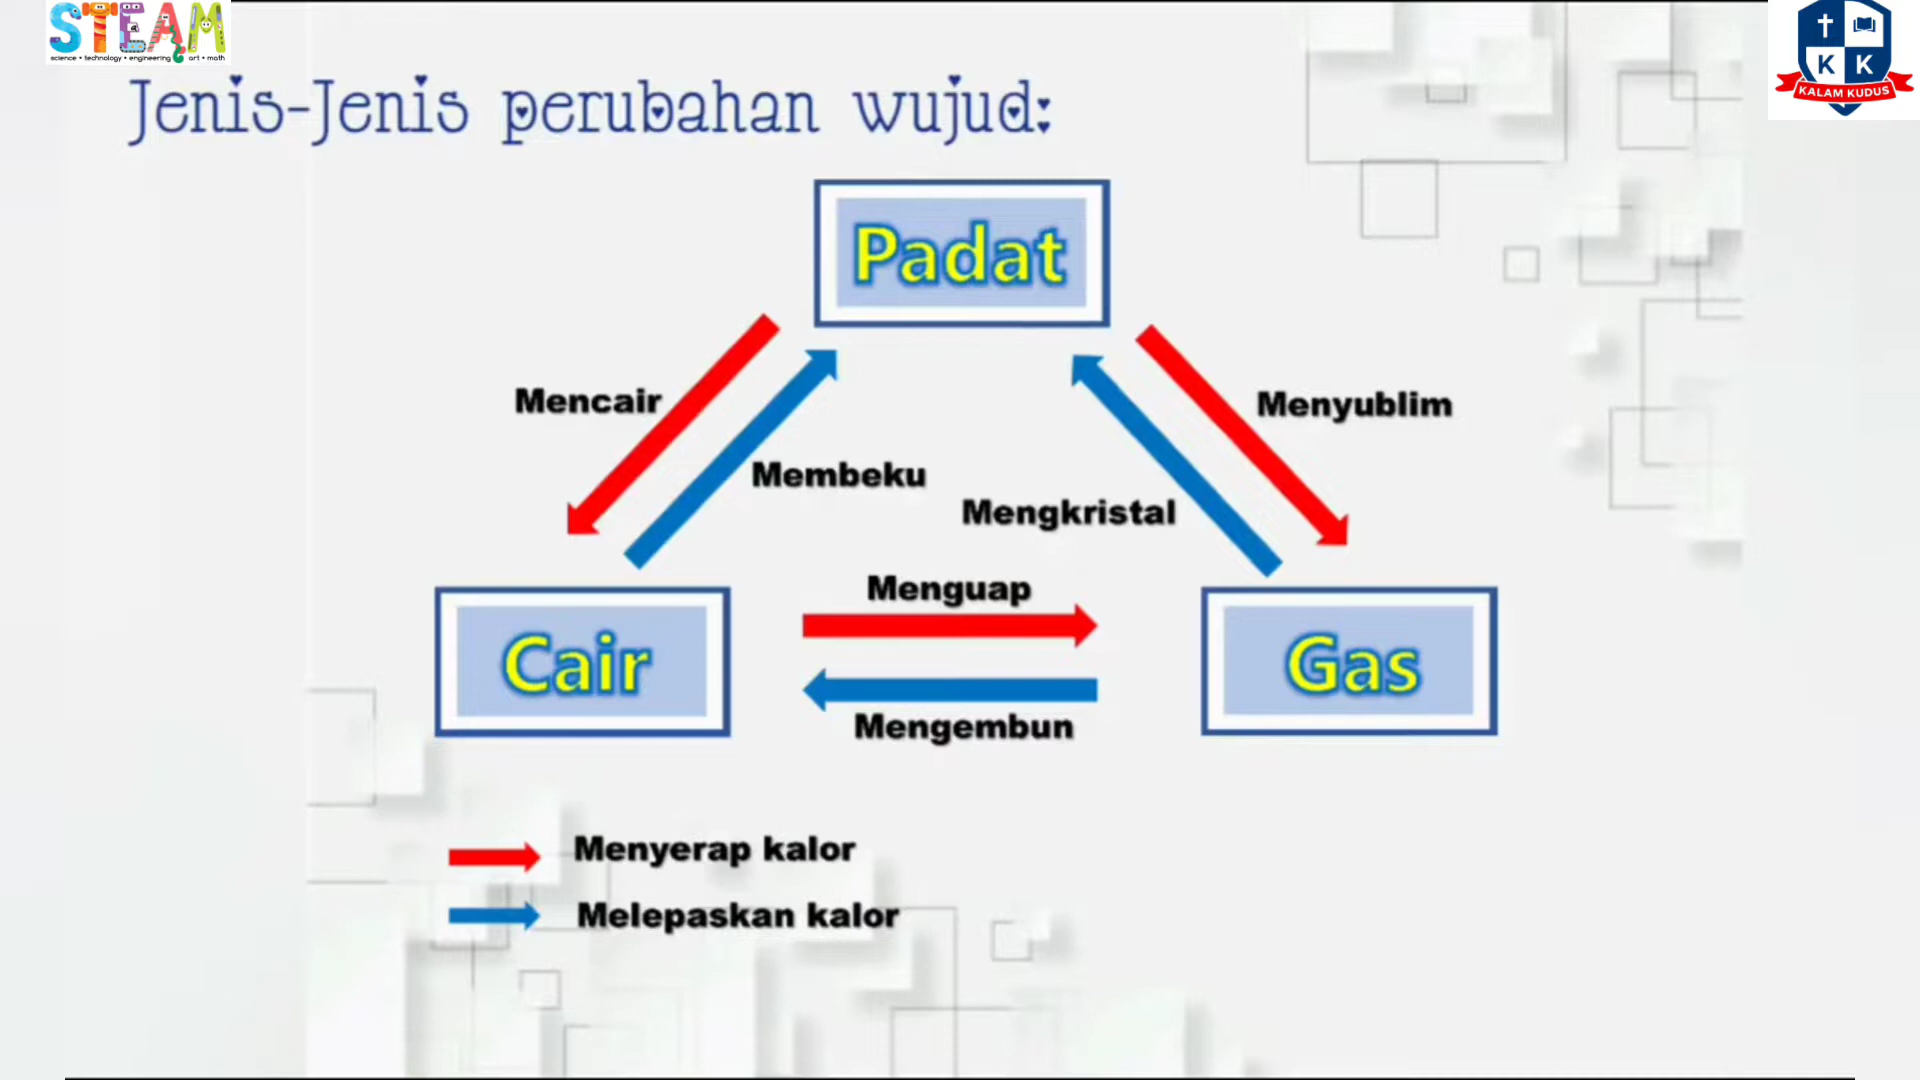 STEAM
science • technology • engineering art • math
K K
KALAM KUDUS
Jenis-Jenis perubahan wujud:
Padat
Mencair
Menyublim
Membeku
Mengkristal
Menguap
Cair
Gas
Mengembun
Menyerap kalor
Melepaskan kalor